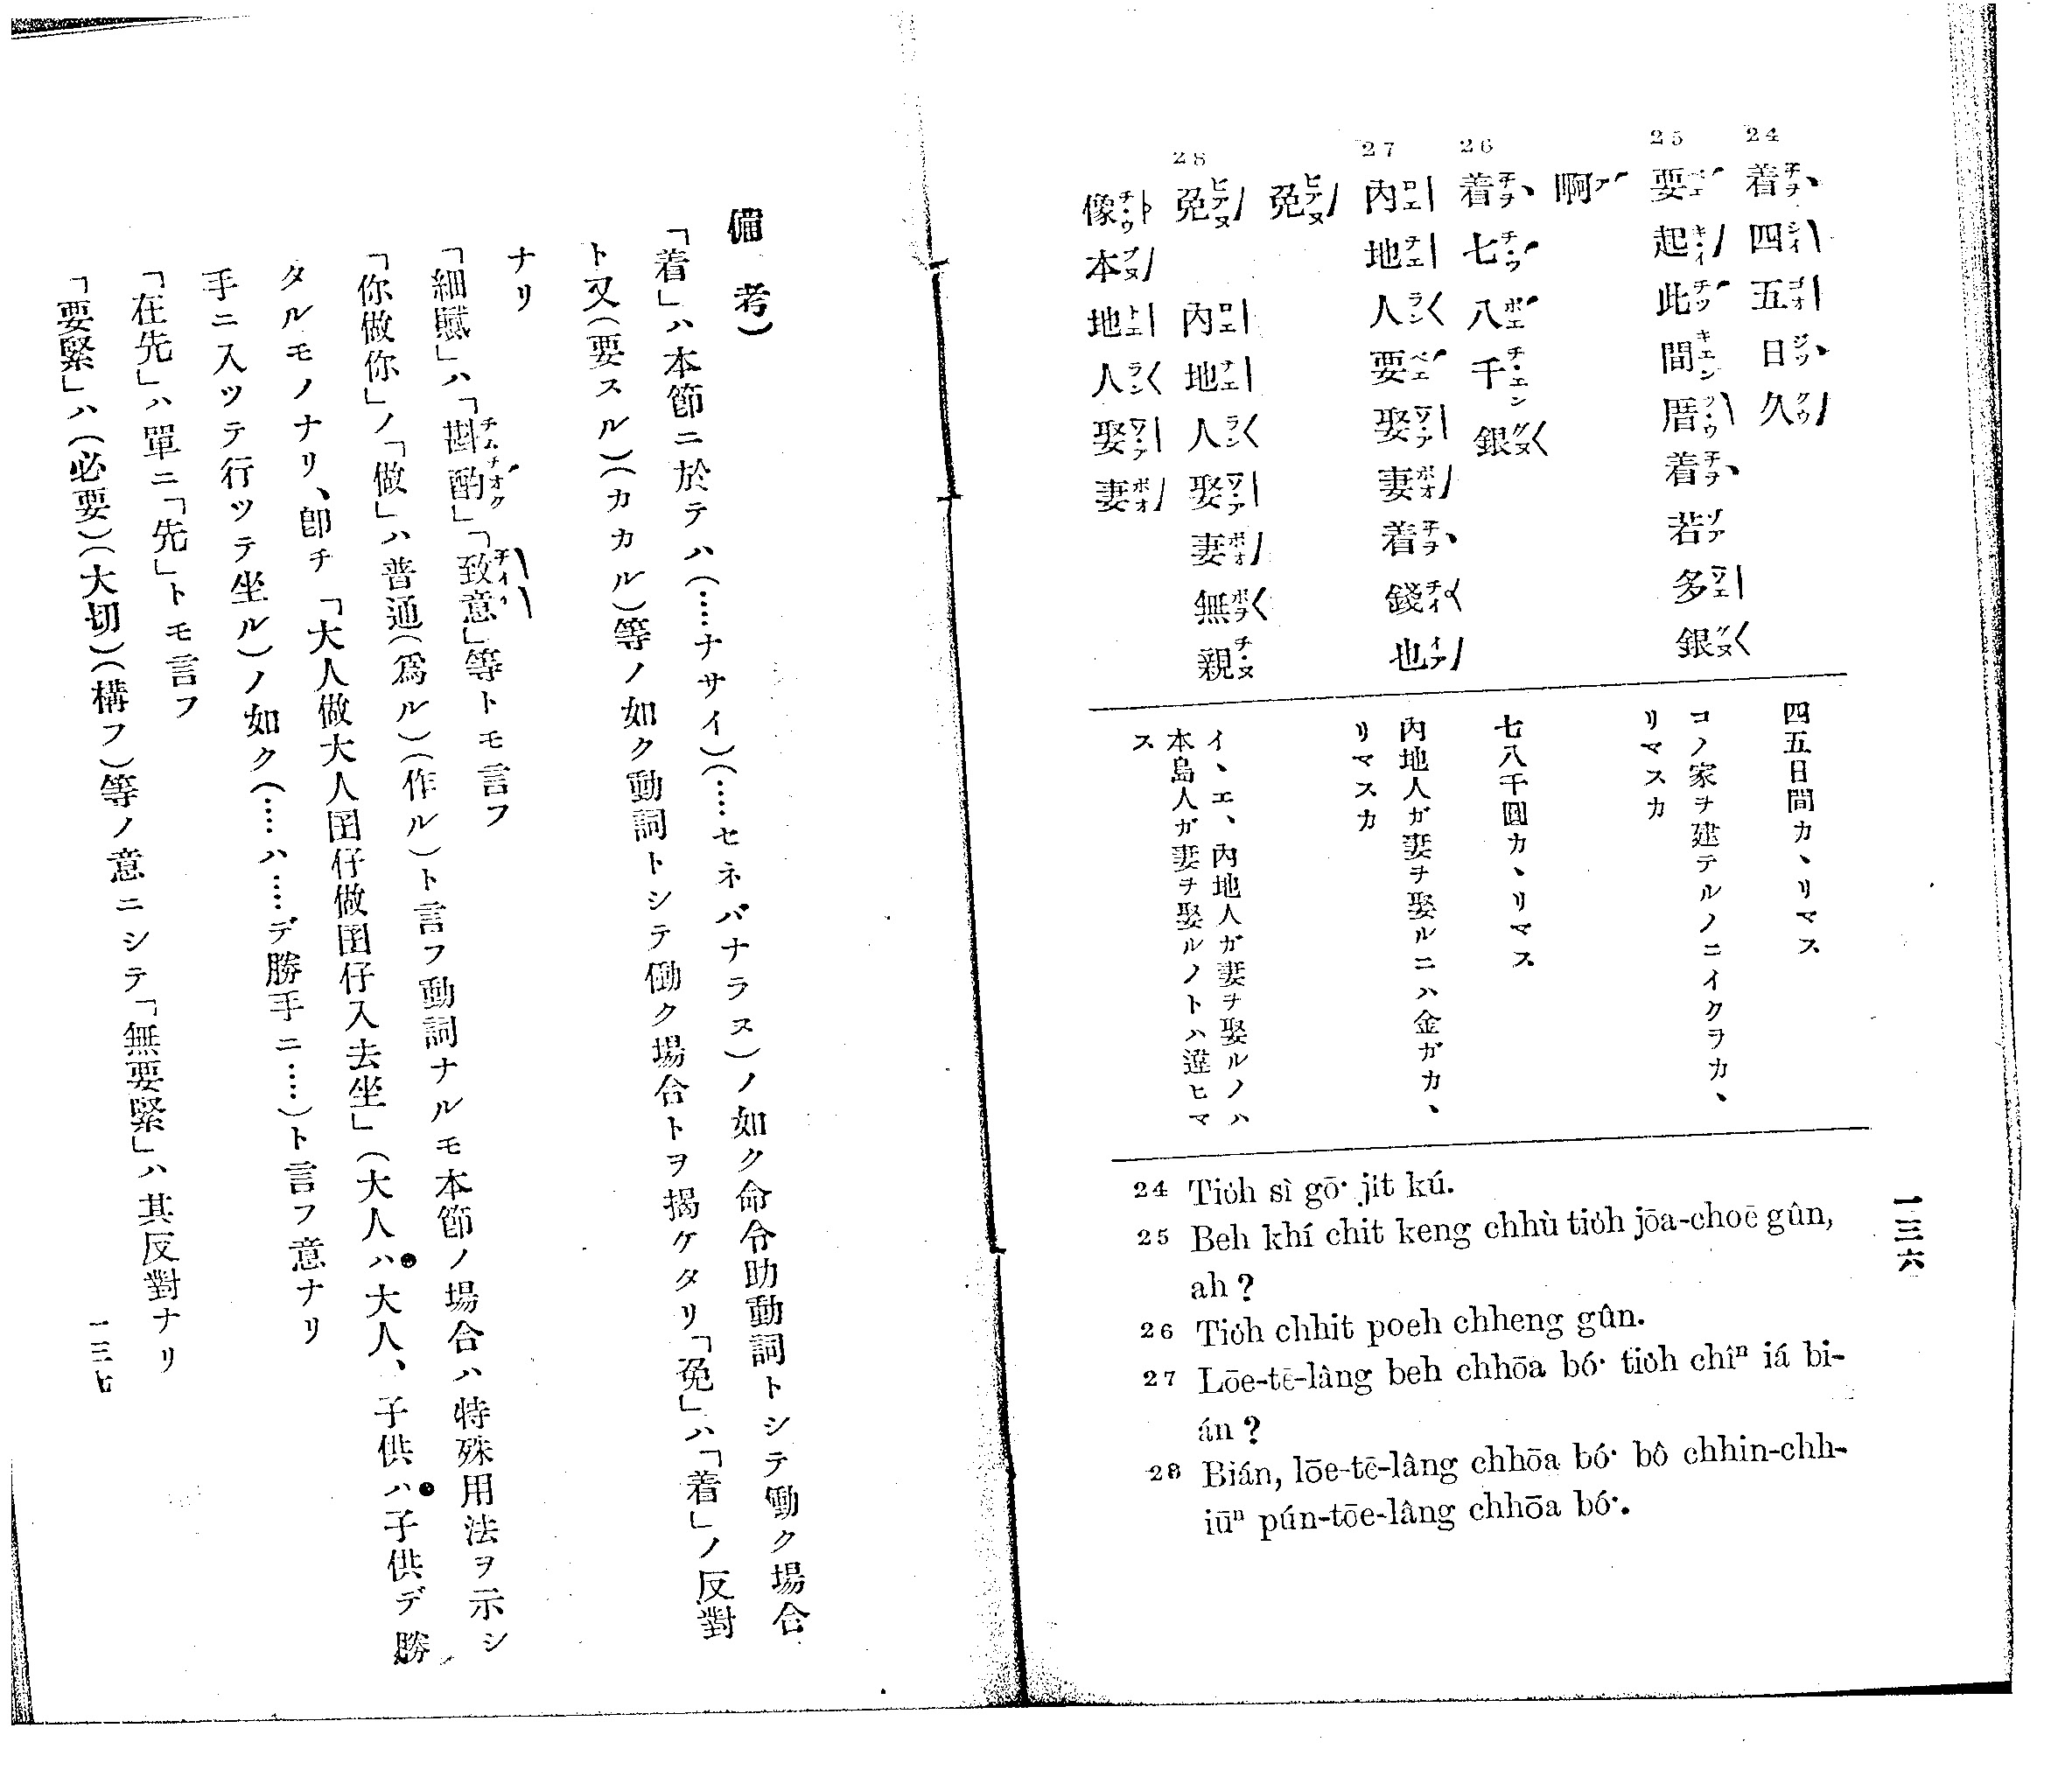 一三六
24
着四五日久
25
要起此間厝着若多銀
啊
26
着七八千銀
27
內地人要娶妻着錢也
免
28
免 內地人娶妻無親
像本地人娶妻
四五日間カ、リマス
コノ家ヲ建テルノニイクヲカ、
リマスカ
七八千圓カ、リマス
內地人ガ妻ヲ娶ルニハ金ガカ、
リマスカ
イ、エ、內地人ガ妻ヲ娶ルノハ
本島人ガ妻ヲ娶ルノトハ違ヒマ
ス
24 Tio̍h sì gō͘ jit kú.
25 Beh khí chit keng chhù tio̍h jōa-choē gûn,
ah ?
26 Tio̍h chhit poeh chheng gûn.
27 Lōe-tē-lâng beh chhōa bó͘ tio̍h chîⁿ iá bi-
án ?
28 Bián, lōe-tē-lâng chhōa bó͘ bô chhin-chh-
iūⁿ pún-tōe-lâng chhōa bó͘.
備考)
「着」ハ本節ニ於テハ(……ナサイ)(……セネバナラヌ)ノ如ク命令助動詞トシテ働ク場合
ト又(要スル)(カカル)等ノ如ク動詞トシテ働ク場合トヲ揭ケタリ「免」ハ「着」ノ反對
ナリ
「細膩」ハ「斟酌」「致意」等トモ言フ
「你做你」ノ「做」ハ普通(爲ル)(作ル)ト言フ動詞ナルモ本節ノ場合ハ特殊用法ヲ示シ
タルモノナリ、卽チ「大人做大人囝仔做囝仔入去坐」(大人ハ大人、子供ハ子供デ勝
手ニ入ツテ行ツテ坐ル)ノ如ク(……ハ……デ勝手ニ……)ト言フ意ナリ
「在先」ハ單ニ「先」トモ言フ
「要緊」ハ(必要)(大切)(構フ)等ノ意ニシテ「無要緊」ハ其反對ナリ
一三七